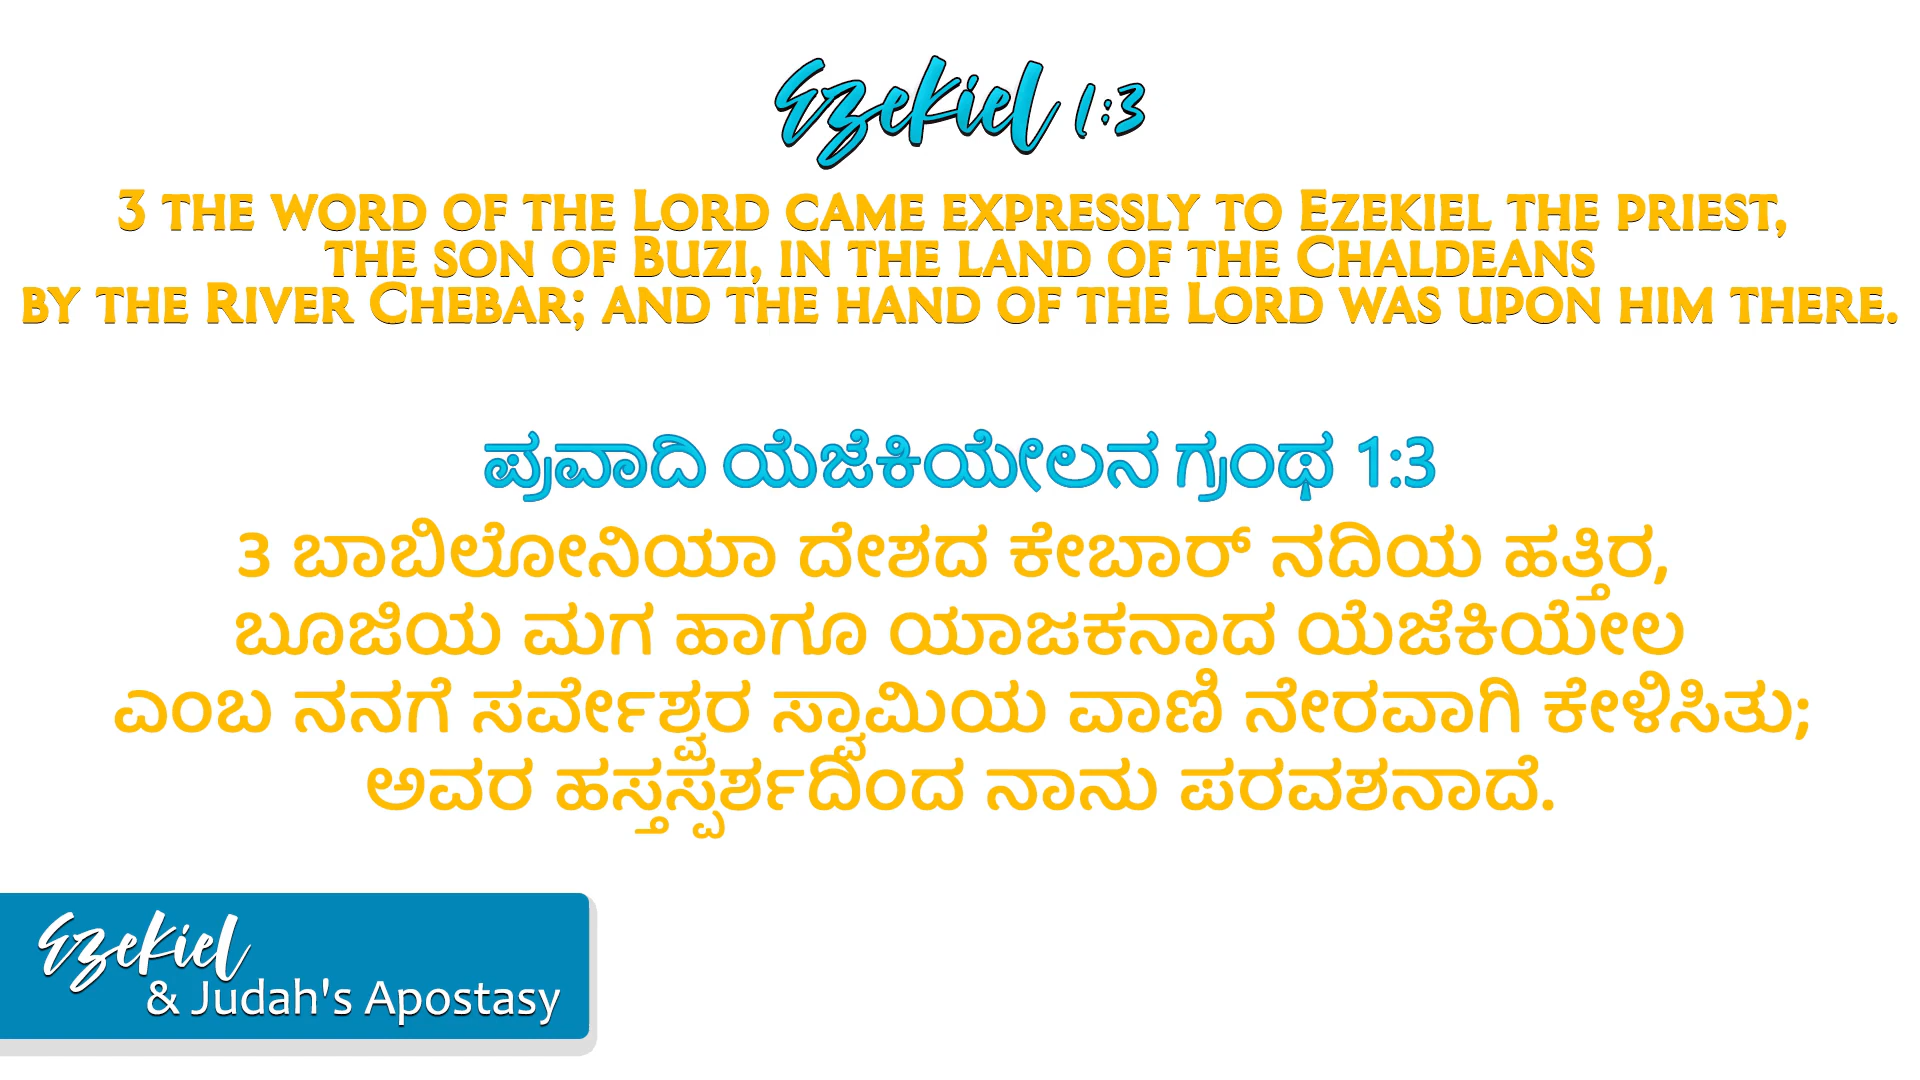 Ezekiel 1:3
3 the word of the Lord came expressly to Ezekiel the priest,
the son of Buzi, in the land of the Chaldeans
by the River Chebar; and the hand of the Lord was upon him there.
ಪ್ರವಾದಿ ಯೆಜೆಕಿಯೇಲನ ಗ್ರಂಥ 1:3
3 ಬಾಬಿಲೋನಿಯಾ ದೇಶದ ಕೇಬಾರ್ ನದಿಯ ಹತ್ತಿರ,
ಬೂಜಿಯ ಮಗ ಹಾಗೂ ಯಾಜಕನಾದ ಯೆಜೆಕಿಯೇಲ
ಎಂಬ ನನಗೆ ಸರ್ವೇಶ್ವರ ಸ್ವಾಮಿಯ ವಾಣಿ ನೇರವಾಗಿ ಕೇಳಿಸಿತು;
ಅವರ ಹಸ್ತಸ್ಪರ್ಶದಿಂದ ನಾನು ಪರವಶನಾದೆ.
Ezekiel
& Judah's Apostasy